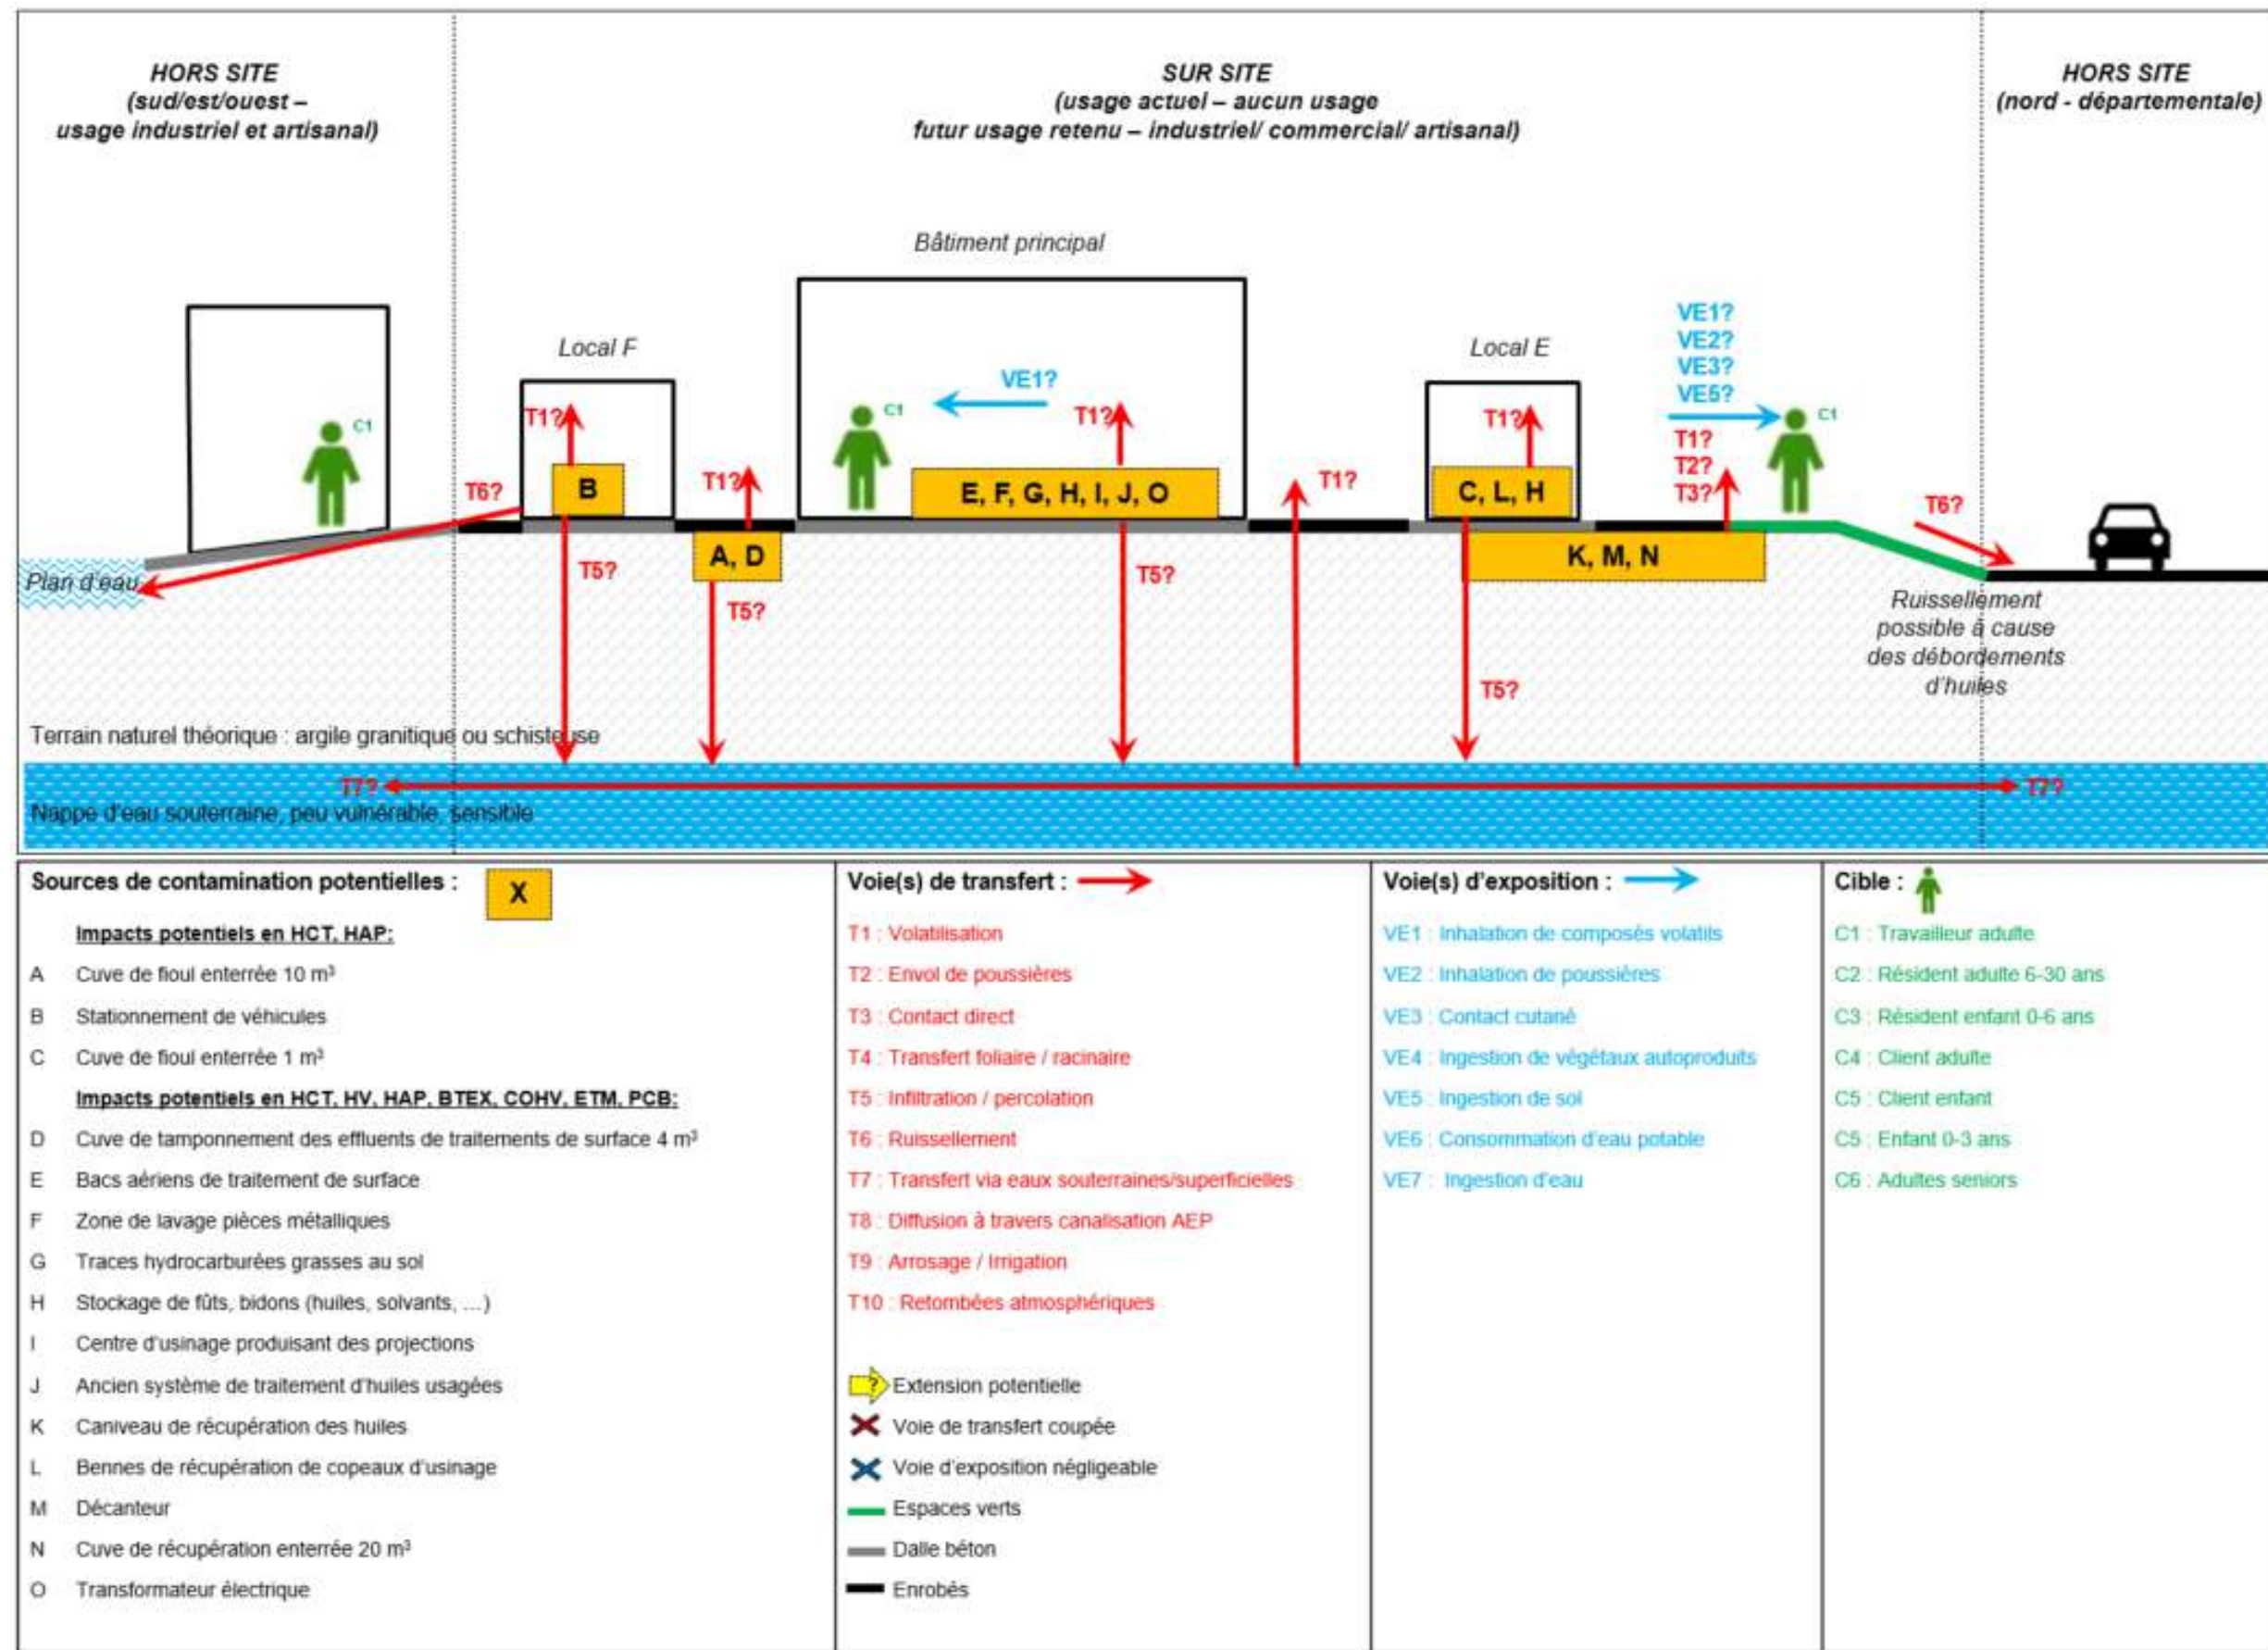 HORS SITE
(sud/est/ouest –
usage industriel et artisanal)
SUR SITE
(usage actuel – aucun usage
futur usage retenu – industriel/ commercial/ artisanal)
HORS SITE
(nord - départementale)
Bâtiment principal
Local F
Local E
VE1?
VE2?
VE3?
VE5?
VE1?
C1
C1
C1
T1?
T1?
T1?
T1?
T1?
T1?
T2?
T3?
T6?
T6?
B
E, F, G, H, I, J, O
C, L, H
A, D
K, M, N
Plan d'eau
T5?
T5?
T5?
T5?
Ruissellement
possible à cause
des débordements
d'huiles
Terrain naturel théorique : argile granitique ou schisteuse
T7?
T7?
Nappe d'eau souterraine, peu vulnérable, sensible
Sources de contamination potentielles :
X
Impacts potentiels en HCT, HAP:
A Cuve de fioul enterrée 10 m³
B Stationnement de véhicules
C Cuve de fioul enterrée 1 m³
Impacts potentiels en HCT, HV, HAP, BTEX, COHV, ETM, PCB:
D Cuve de tamponnement des effluents de traitements de surface 4 m³
E Bacs aériens de traitement de surface
F Zone de lavage pièces métalliques
G Traces hydrocarburées grasses au sol
H Stockage de fûts, bidons (huiles, solvants, …)
I Centre d'usinage produisant des projections
J Ancien système de traitement d'huiles usagées
K Caniveau de récupération des huiles
L Bennes de récupération de copeaux d'usinage
M Décanteur
N Cuve de récupération enterrée 20 m³
O Transformateur électrique
Voie(s) de transfert :
T1 : Volatilisation
T2 : Envol de poussières
T3 : Contact direct
T4 : Transfert foliaire / racinaire
T5 : Infiltration / percolation
T6 : Ruissellement
T7 : Transfert via eaux souterraines/superficielles
T8 : Diffusion à travers canalisation AEP
T9 : Arrosage / Irrigation
T10 : Retombées atmosphériques
? Extension potentielle
Voie de transfert coupée
Voie d'exposition négligeable
Espaces verts
Dalle béton
Enrobés
Voie(s) d'exposition :
VE1 : Inhalation de composés volatils
VE2 : Inhalation de poussières
VE3 : Contact cutané
VE4 : Ingestion de végétaux autoproduits
VE5 : Ingestion de sol
VE6 : Consommation d'eau potable
VE7 : Ingestion d'eau
Cible :
C1 : Travailleur adulte
C2 : Résident adulte 6-30 ans
C3 : Résident enfant 0-6 ans
C4 : Client adulte
C5 : Client enfant
C5 : Enfant 0-3 ans
C6 : Adultes seniors